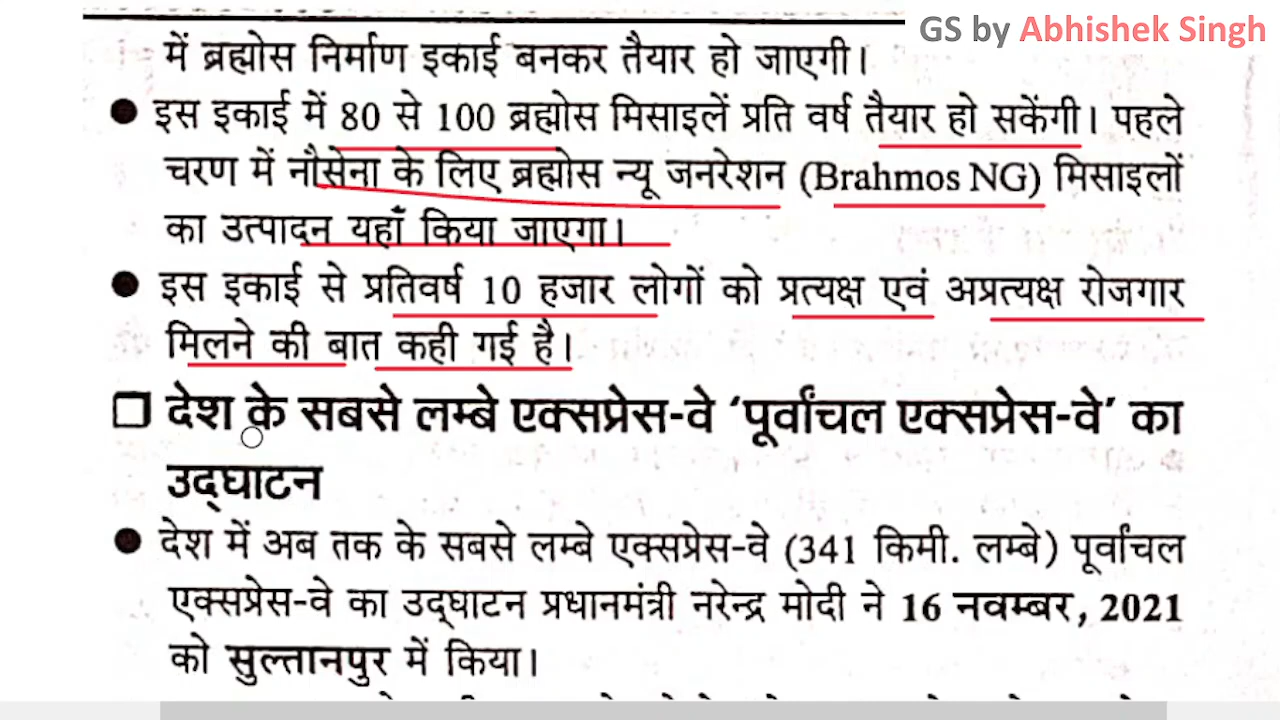 GS by Abhishek Singh
में ब्रह्मोस निर्माण इकाई बनकर तैयार हो जाएगी।
● इस इकाई में 80 से 100 ब्रह्मोस मिसाइलें प्रति वर्ष तैयार हो सकेंगी। पहले
चरण में नौसेना के लिए ब्रह्मोस न्यू जनरेशन (Brahmos NG) मिसाइलों
का उत्पादन यहाँ किया जाएगा।
● इस इकाई से प्रतिवर्ष 10 हजार लोगों को प्रत्यक्ष एवं अप्रत्यक्ष रोजगार
मिलने की बात कही गई है।
❑ देश के सबसे लम्बे एक्सप्रेस-वे ‘पूर्वांचल एक्सप्रेस-वे’ का
उद्घाटन
● देश में अब तक के सबसे लम्बे एक्सप्रेस-वे (341 किमी. लम्बे) पूर्वांचल
एक्सप्रेस-वे का उद्घाटन प्रधानमंत्री नरेन्द्र मोदी ने 16 नवम्बर, 2021
को सुल्तानपुर में किया।